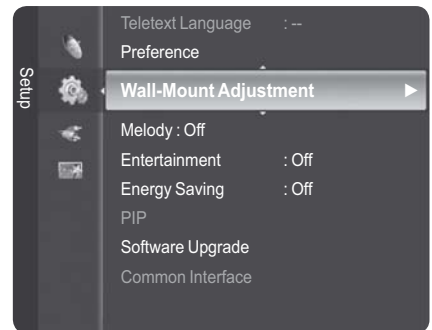 Setup
Teletext Language : --
Preference
Wall-Mount Adjustment
Melody : Off
Entertainment : Off
Energy Saving : Off
PIP
Software Upgrade
Common Interface